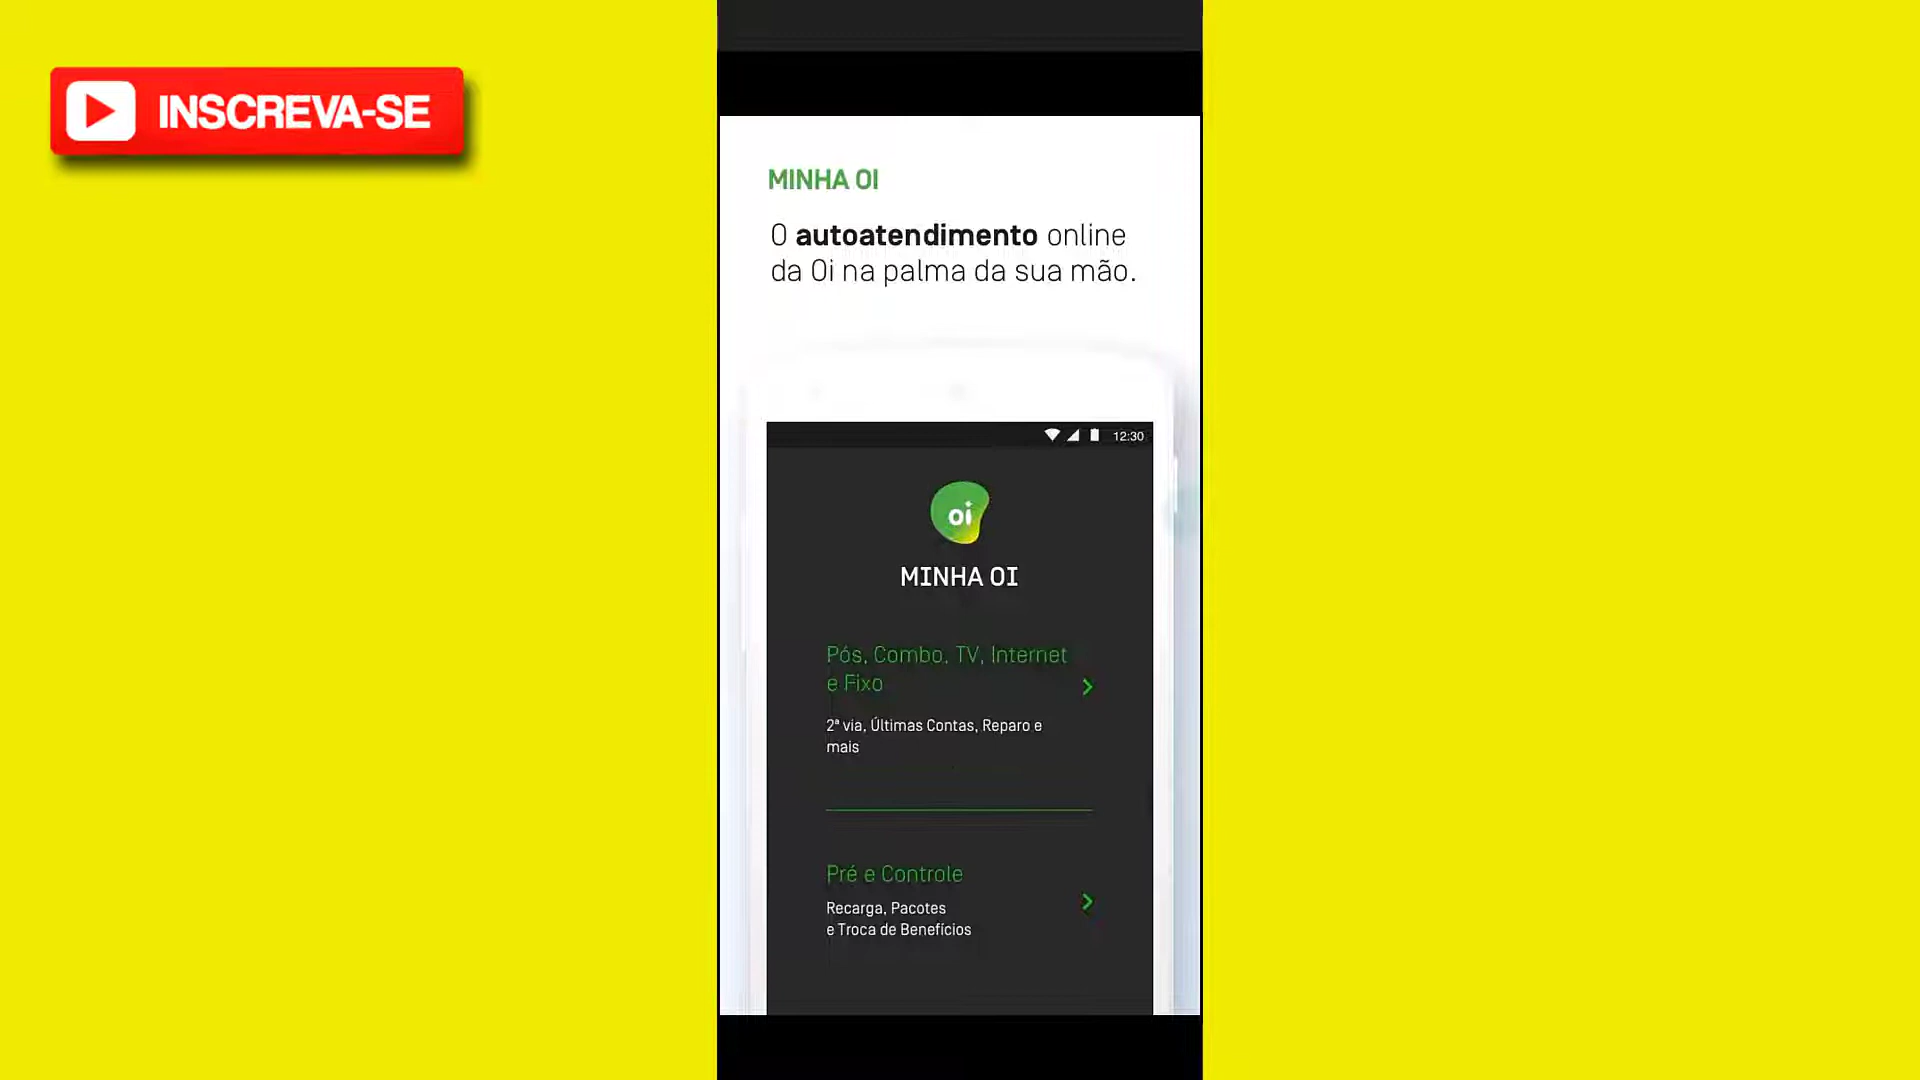 INSCREVA-SE
MINHA OI
O autoatendimento online
da Oi na palma da sua mão.
12:30
oi
MINHA OI
Pós, Combo, TV, Internet
e Fixo
2ª via, Últimas Contas, Reparo e
mais
Pré e Controle
Recarga, Pacotes
e Troca de Benefícios